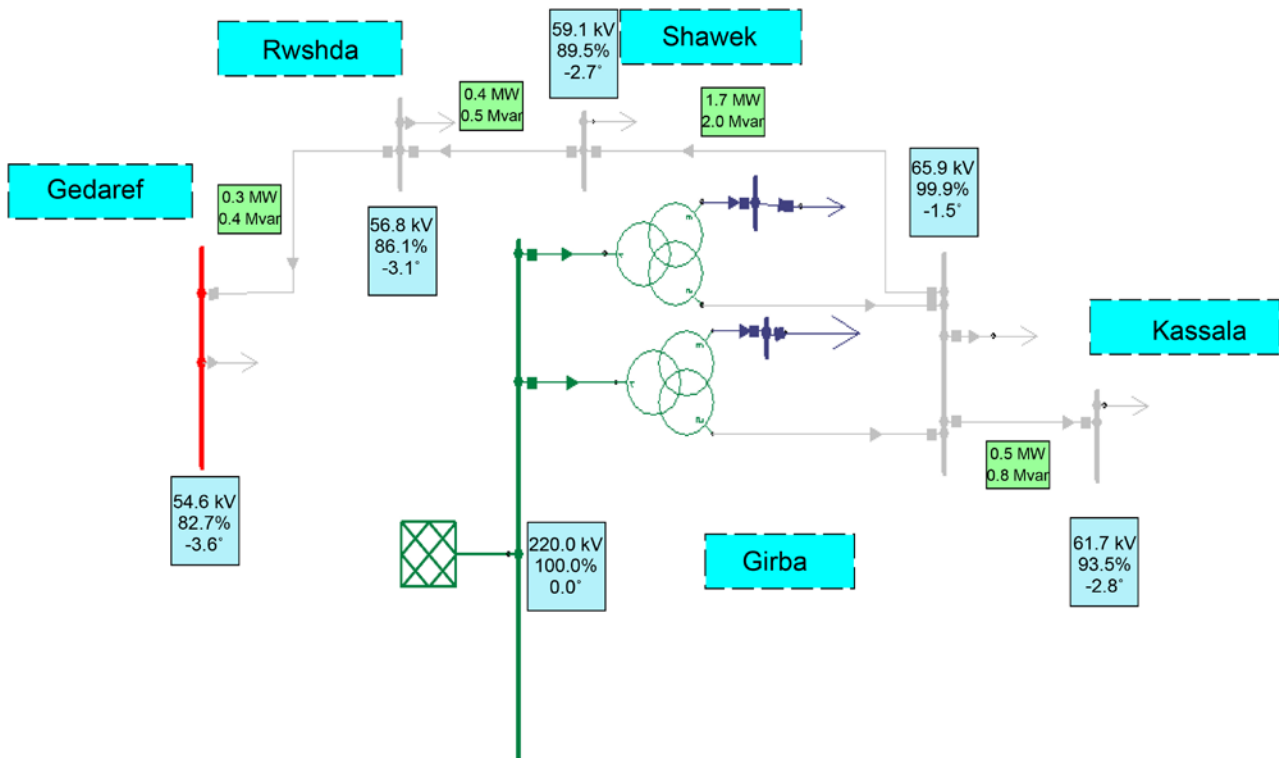 Rwshda
59.1 kV
89.5%
-2.7°
Shawek
0.4 MW
0.5 Mvar
1.7 MW
2.0 Mvar
Gedaref
0.3 MW
0.4 Mvar
65.9 kV
99.9%
-1.5°
56.8 kV
86.1%
-3.1°
Kassala
0.5 MW
0.8 Mvar
54.6 kV
82.7%
-3.6°
220.0 kV
100.0%
0.0°
Girba
61.7 kV
93.5%
-2.8°